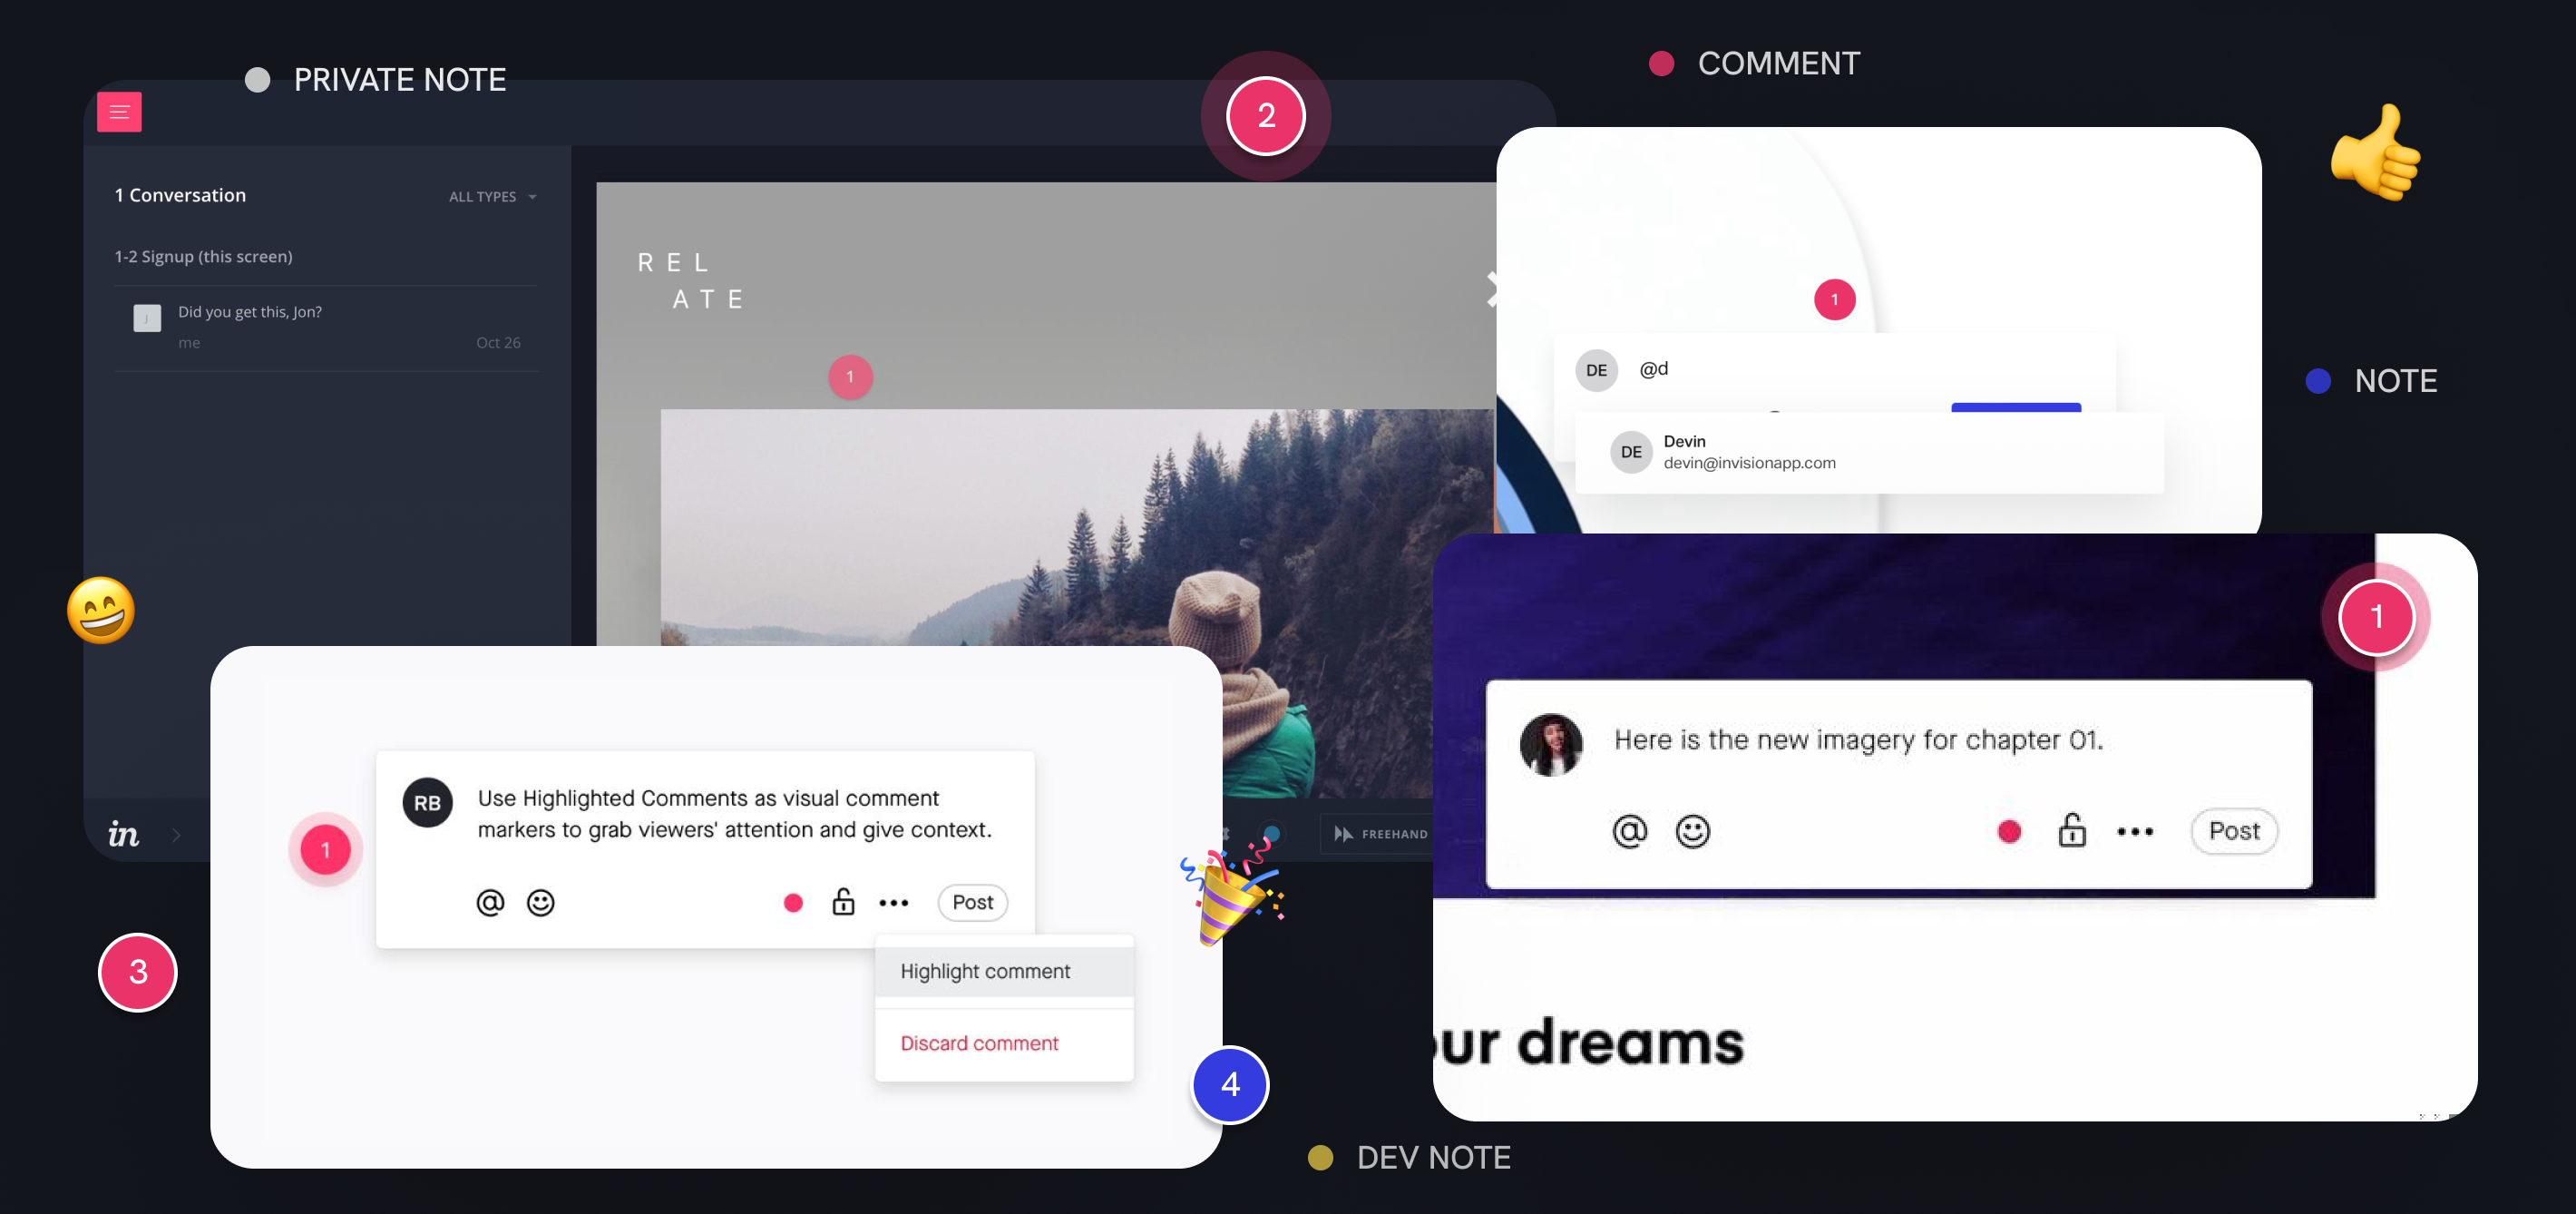 PRIVATE NOTE
2
COMMENT
1 Conversation
ALL TYPES
1-2 Signup (this screen)
J
Did you get this, Jon?
me
Oct 26
REL
ATE
1
1
DE
@d
DE
Devin
devin@invisionapp.com
NOTE
1
Here is the new imagery for chapter 01.
@
Post
our dreams
in
FREEHAND
1
RB
Use Highlighted Comments as visual comment
markers to grab viewers' attention and give context.
@
Post
Highlight comment
Discard comment
3
4
DEV NOTE